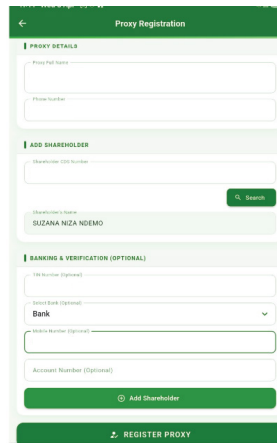 Proxy Registration
PROXY DETAILS
Proxy Full Name
Phone Number
ADD SHAREHOLDER
Shareholder CDS Number
Search
Shareholder's Name
SUZANA NIZA NDEMO
BANKING & VERIFICATION (OPTIONAL)
TIN Number (Optional)
Select Bank (Optional)
Bank
Mobile Number (Optional)
Account Number (Optional)
Add Shareholder
REGISTER PROXY